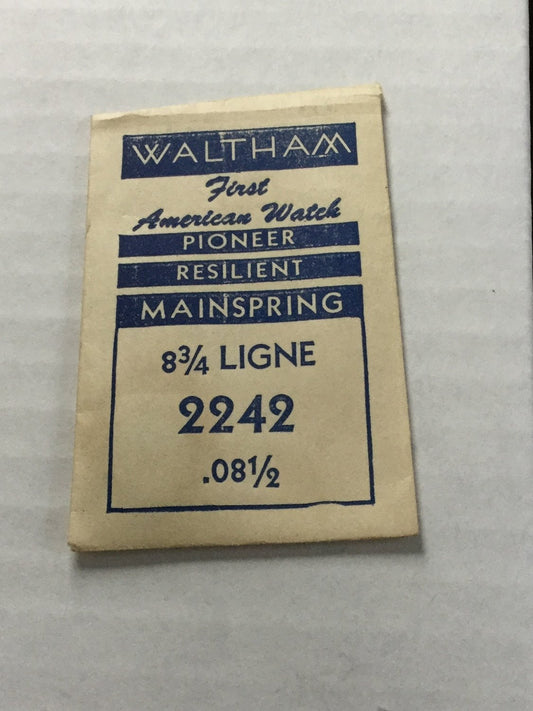 WALTHAM
First
American Watch
PIONEER
RESILIENT
MAINSPRING
8¾ LIGNE
2242
.08½